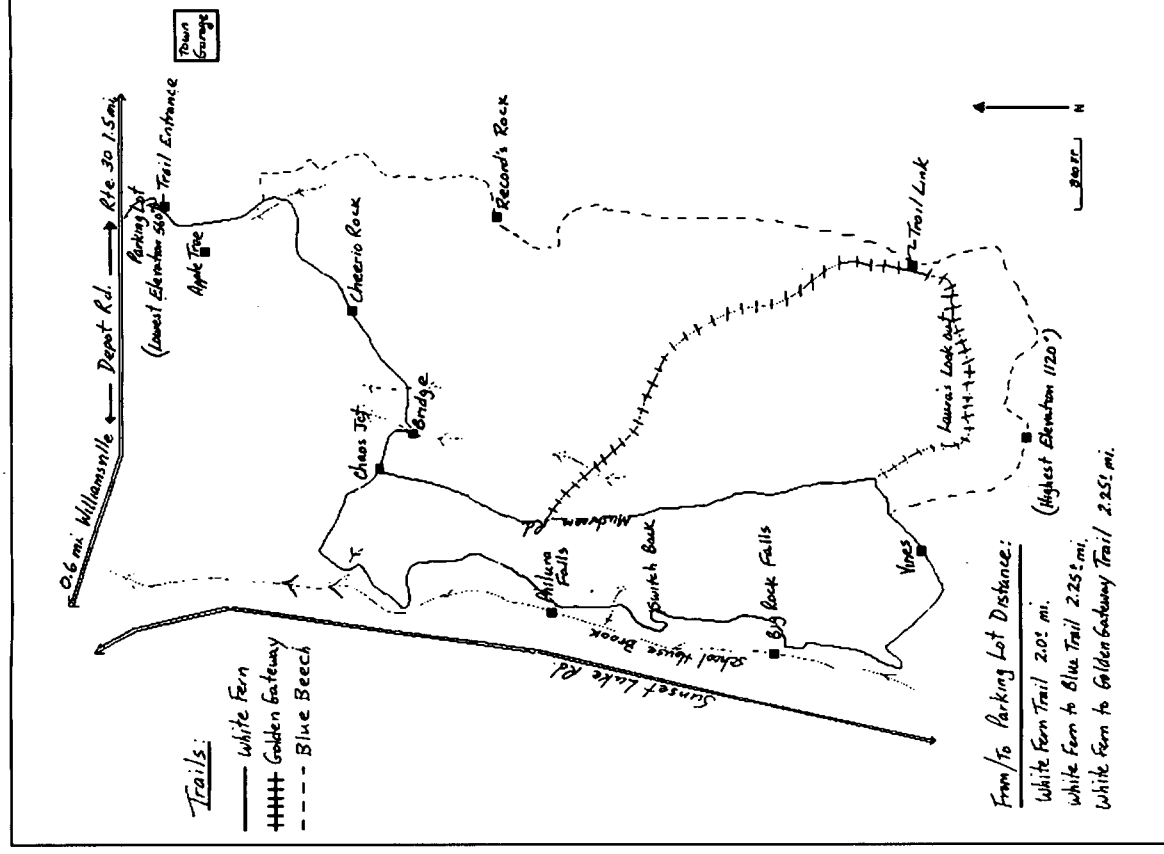 Town
Garage
0.6 mi Williamsville ← Depot Rd. → Rte. 30 1.5 mi.
Parking Lot
(Lowest Elevation 560°)
Trail Entrance
Apple Tree
Cheerio Rock
Record's Rock
Chaos Jct
Bridge
Trail Link
Laura's Look out
Mushroom
Rd.
Falls
Switch Back
Big Rock Falls
Vines
(Highest Elevation 1120°)
School House Brook
Sunset Lake Rd.
N
Trails:
White Fern
Golden Gateway
Blue Beech
From/To Parking Lot Distance:
White Fern Trail 2.0± mi.
White Fern to Blue Trail 2.25± mi.
White Fern to Golden Gateway Trail 2.25± mi.